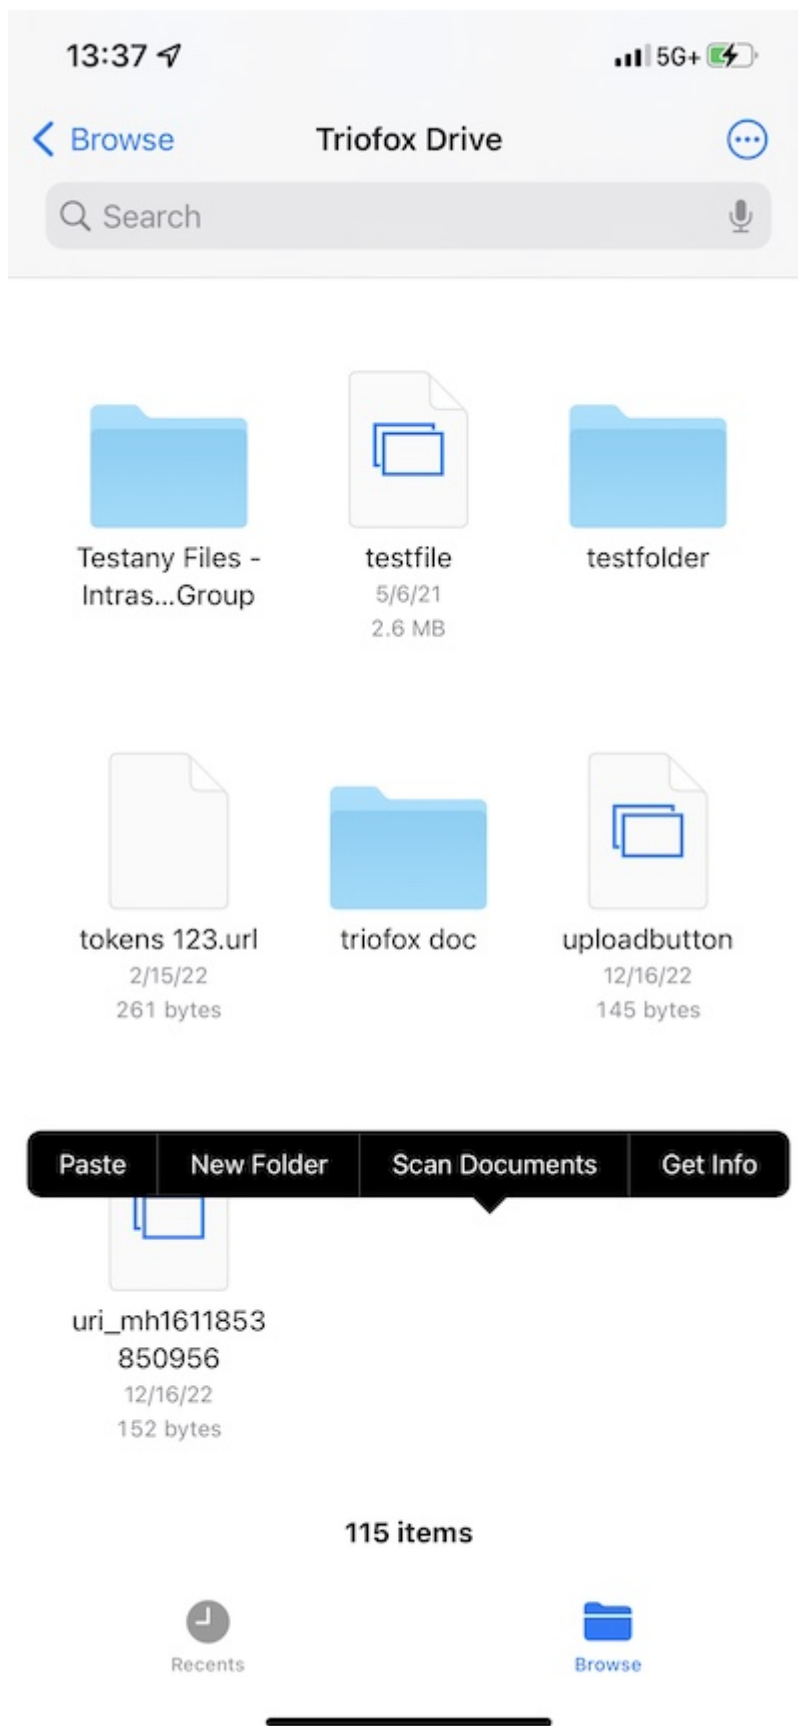 13:37
5G+
Browse
Triofox Drive
Search
Testany Files -
Intras...Group
testfile
5/6/21
2.6 MB
testfolder
tokens 123.url
2/15/22
261 bytes
triofox doc
uploadbutton
12/16/22
145 bytes
Paste
New Folder
Scan Documents
Get Info
uri_mh1611853
850956
12/16/22
152 bytes
115 items
Recents
Browse